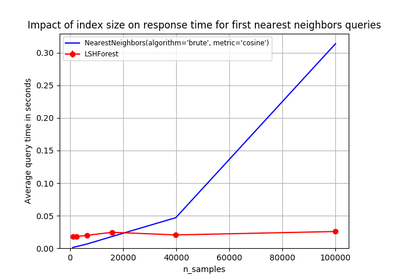 Impact of index size on response time for first nearest neighbors queries
NearestNeighbors(algorithm='brute', metric='cosine')
LSHForest
Average query time in seconds
0.30
0.25
0.20
0.15
0.10
0.05
0.00
0
20000
40000
60000
80000
100000
n_samples